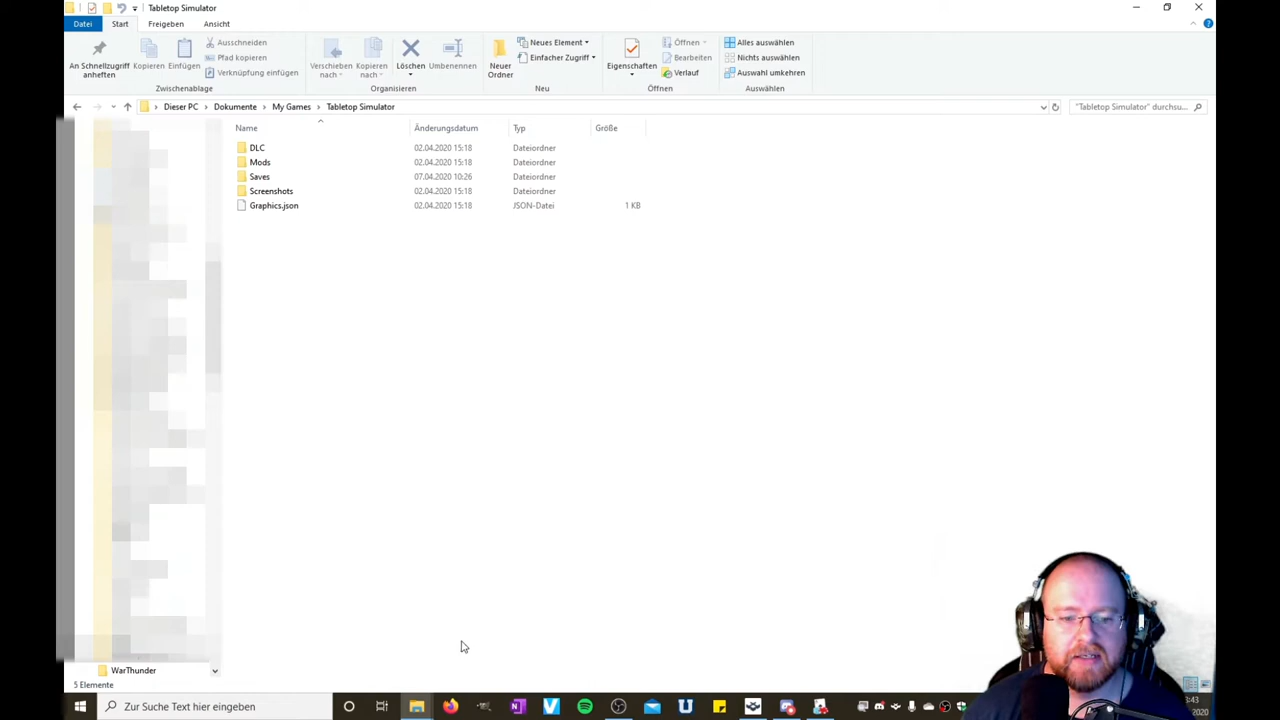 Tabletop Simulator
Datei Start Freigeben Ansicht
An Schnellzugriff anheften
Kopieren
Einfügen
Ausschneiden
Pfad kopieren
Verknüpfung einfügen
Zwischenablage
Verschieben nach
Kopieren nach
Löschen
Umbenennen
Organisieren
Neuer Ordner
Neues Element
Einfacher Zugriff
Neu
Eigenschaften
Öffnen
Bearbeiten
Verlauf
Öffnen
Alles auswählen
Nichts auswählen
Auswahl umkehren
Auswählen
Dieser PC > Dokumente > My Games > Tabletop Simulator
"Tabletop Simulator" durchsu...
Name Änderungsdatum Typ Größe
DLC 02.04.2020 15:18 Dateiordner
Mods 02.04.2020 15:18 Dateiordner
Saves 07.04.2020 10:26 Dateiordner
Screenshots 02.04.2020 15:18 Dateiordner
Graphics.json 02.04.2020 15:18 JSON-Datei 1 KB
WarThunder
5 Elemente
Zur Suche Text hier eingeben
:43
2020